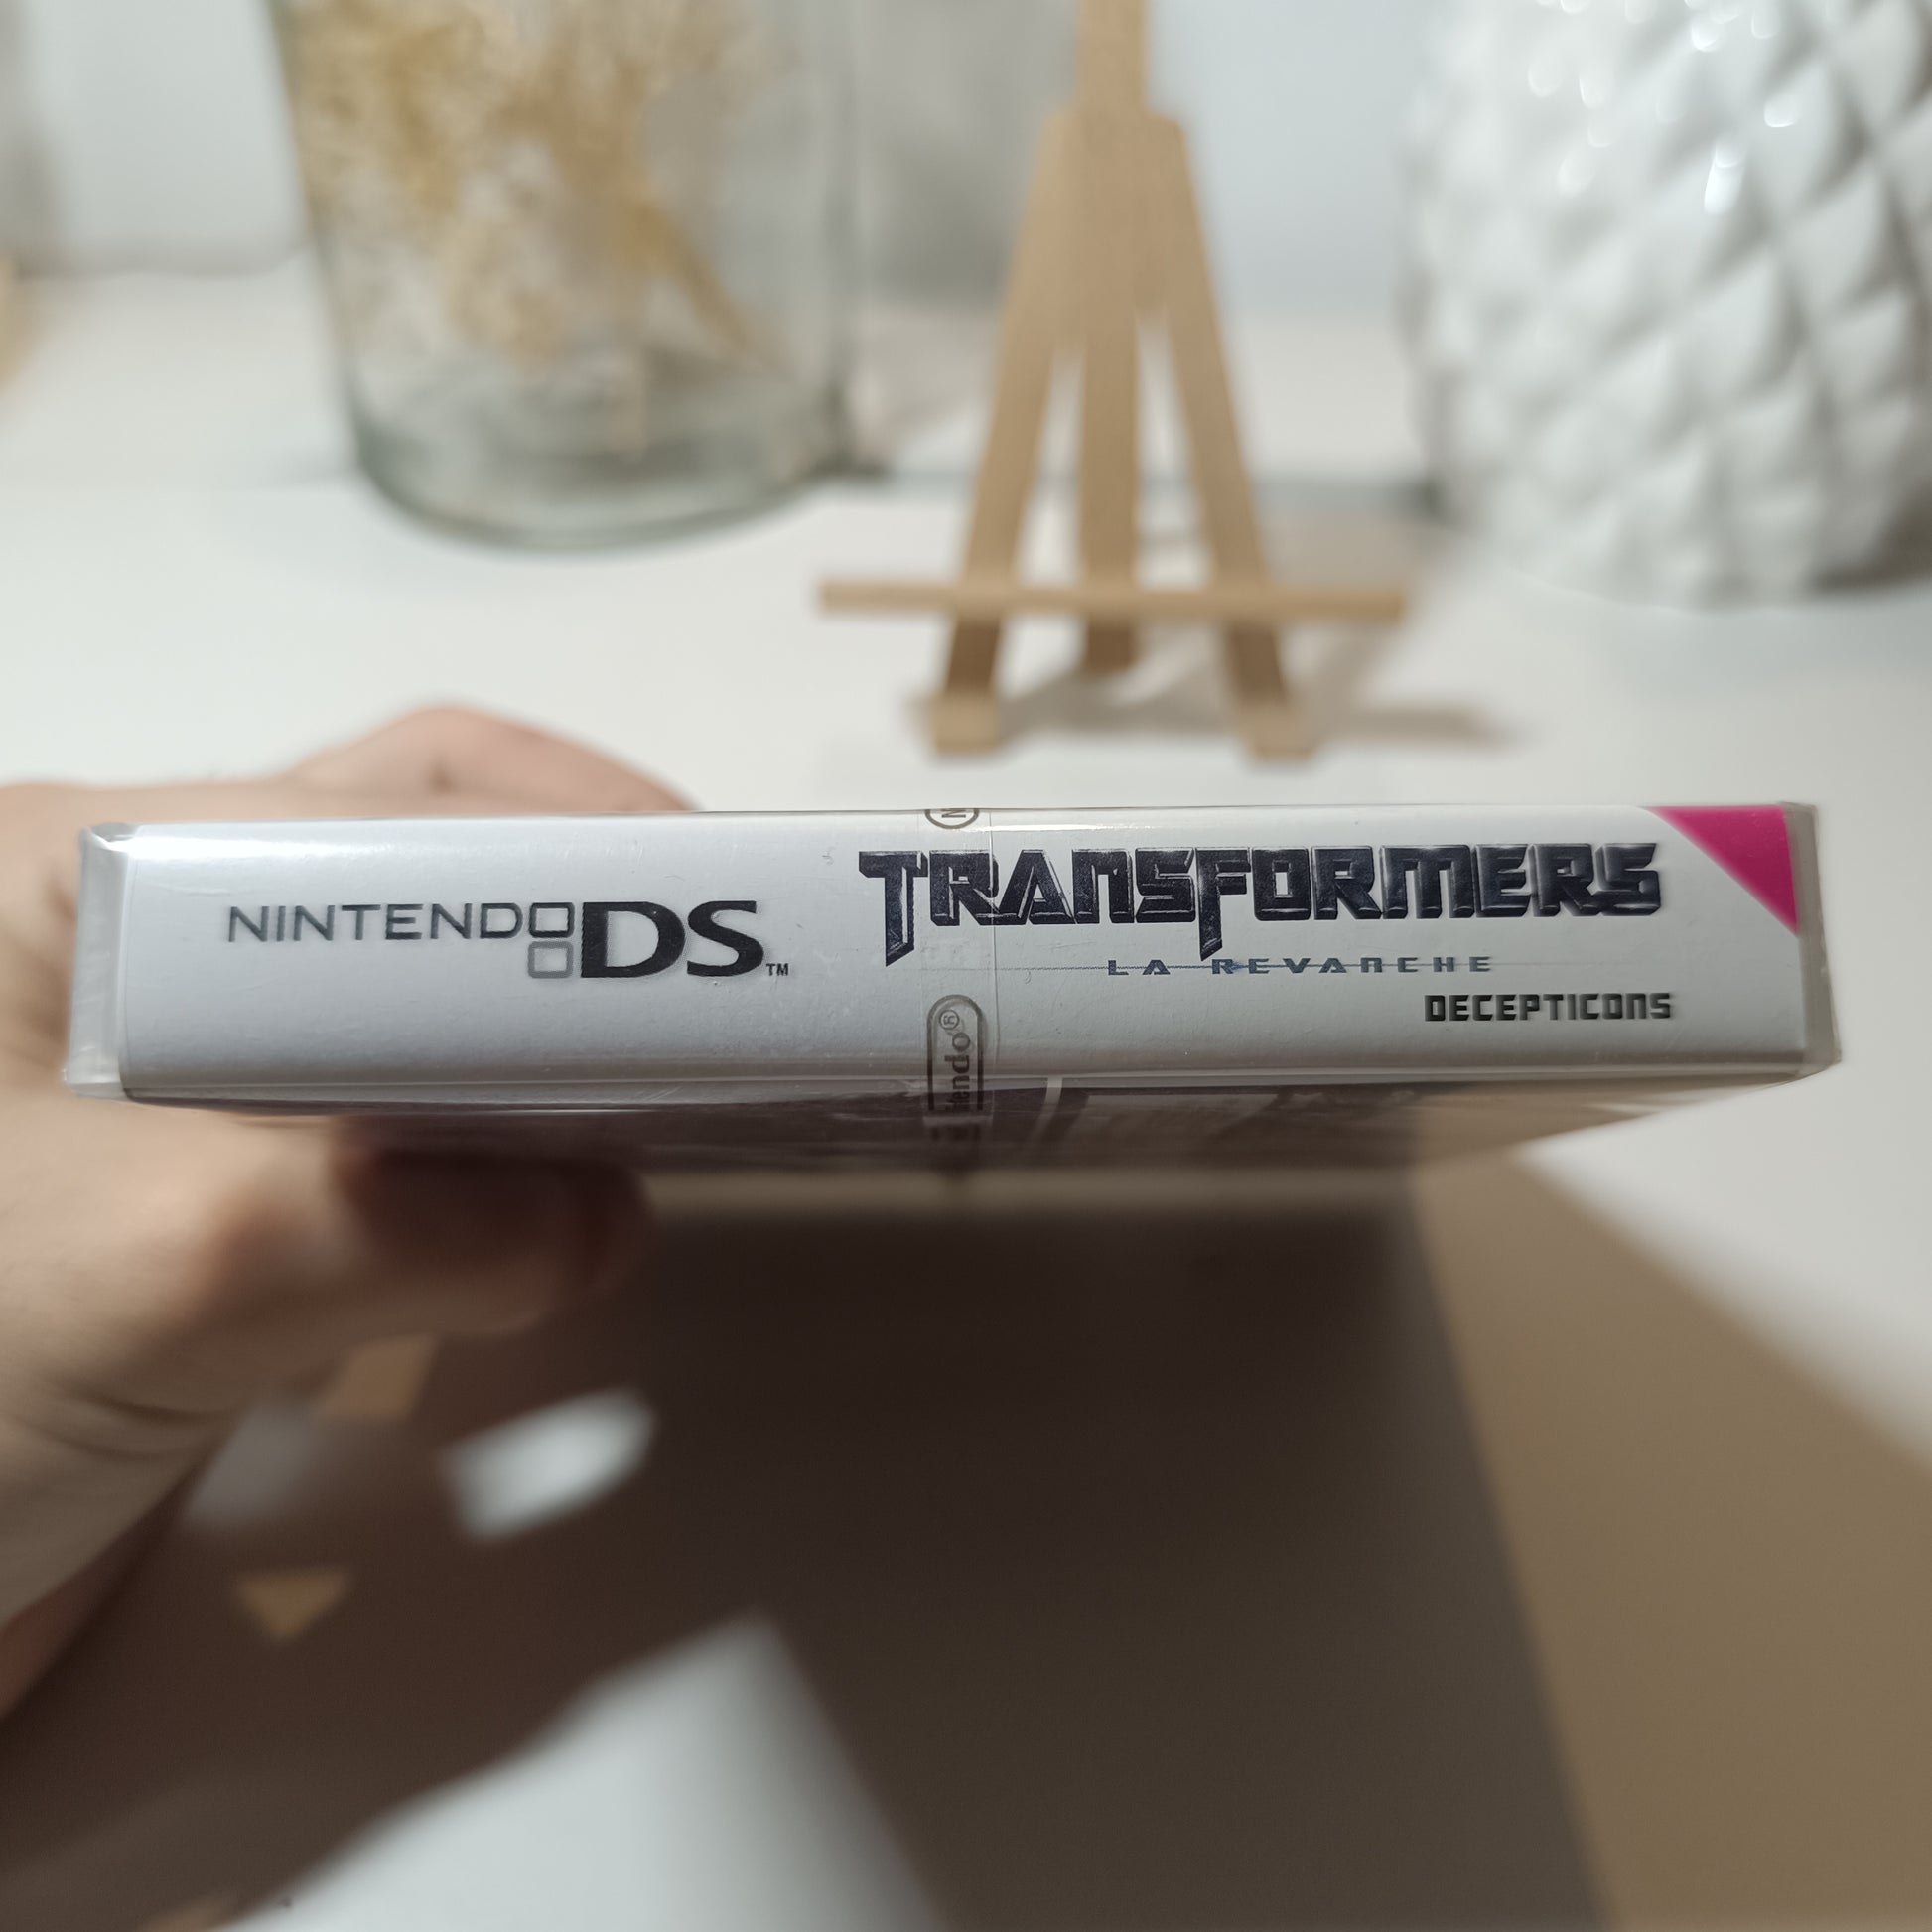 NINTENDO DS™
TRANSFORMERS
LA REVANCHE
DECEPTICONS